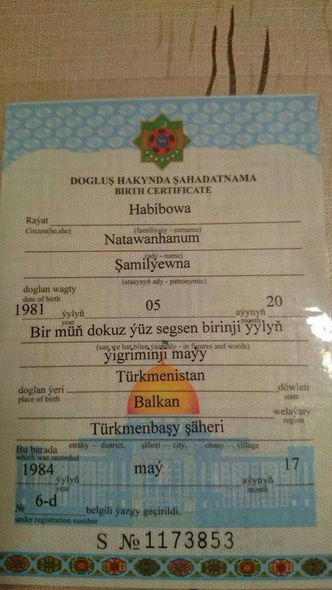 DOGLUŞ HAKYNDA ŞAHADATNAMA
BIRTH CERTIFICATE
Habibowa
Raýat
Citizen(he,she) (familiýasy - surname)
Natawanhanum
(ady - name)
Şamilýewna
(atasynyň ady - patronymic)
doglan wagty
date of birth
1981 ýylyň 05 aýynyň 20
year month
Bir müň dokuz ýüz segsen birinji ýylyň
(san we hat bilen ýazmaly - in figures and words)
ýigriminji maýy
Türkmenistan
doglan ýeri döwleti
place of birth state
Balkan
welaýaty
region
Türkmenbaşy şäheri
etraby — district, şäheri — city, obasy — village
Bu barada
which was recorded
1984 maý 17
ýylyň aýynyň
year month
6-d
№ belgili ýazgy geçirildi.
under registration number
S №1173853